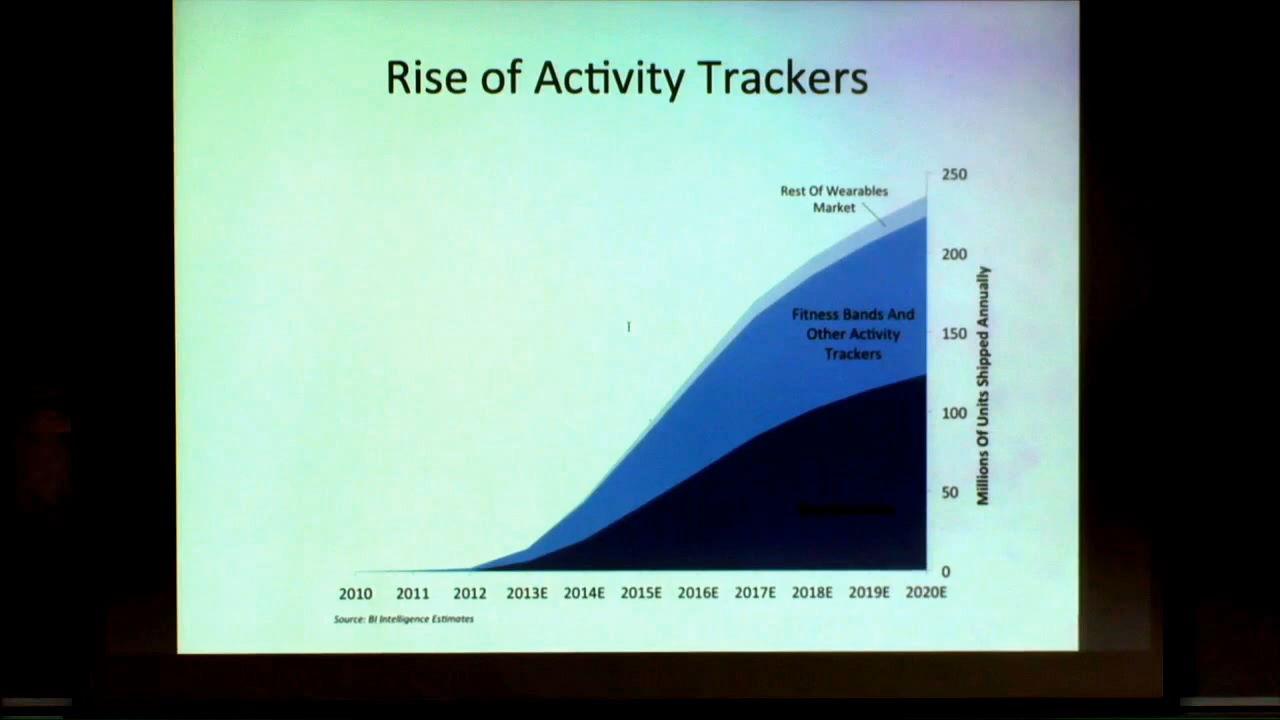 Rise of Activity Trackers
250
Rest Of Wearables
Market
200
Fitness Bands And
Other Activity
Trackers
150
100
50
0
Millions Of Units Shipped Annually
2010 2011 2012 2013E 2014E 2015E 2016E 2017E 2018E 2019E 2020E
Source: BI Intelligence Estimates